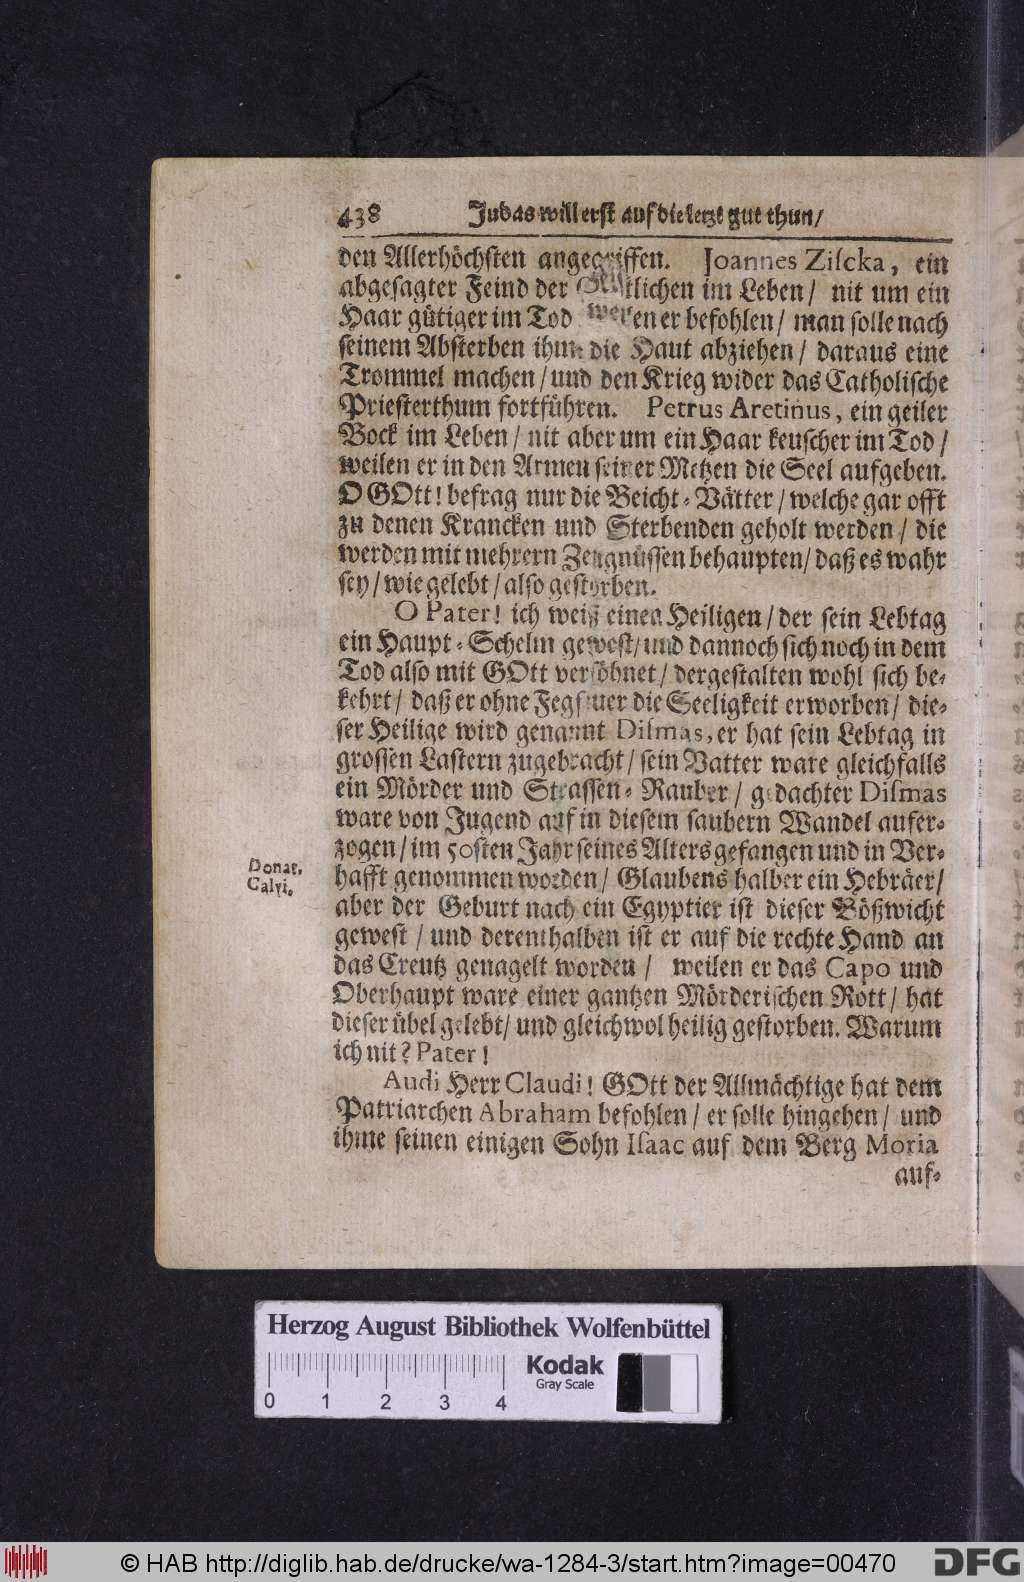 438 Judas will erst auf die letzt gut thun/
den Allerhöchsten angegriffen. Joannes Ziſcka, ein
abgesagter Feind der Geistlichen im Leben/ nit um ein
Haar gütiger im Tod weilen er befohlen/ man solle nach
seinem Absterben ihm die Haut abziehen/ daraus eine
Trommel machen/ und den Krieg wider das Catholische
Priesterthum fortführen. Petrus Aretinus, ein geiler
Bock im Leben/ nit aber um ein Haar keuscher im Tod/
weilen er in den Armen seiner Metzen die Seel aufgeben.
O GOtt! befrag nur die Beicht-Vätter/ welche gar offt
zu denen Krancken und Sterbenden geholt werden/ die
werden mit mehrern Zeugnüssen behaupten/ daß es wahr
sey/ wie gelebt/ also gestorben.
O Pater! ich weiß einen Heiligen/ der sein Lebtag
ein Haupt-Schelm gewest/ und dannoch sich noch in dem
Tod also mit GOtt versöhnet/ dergestalten wohl sich be-
kehrt/ daß er ohne Fegfeuer die Seeligkeit erworben/ die-
ser Heilige wird genannt Diſmas, er hat sein Lebtag in
grossen Lastern zugebracht/ sein Vatter ware gleichfalls
ein Mörder und Strassen-Rauber/ gedachter Diſmas
ware von Jugend auf in diesem saubern Wandel aufer-
zogen/ im 50sten Jahr seines Alters gefangen und in Ver-
Donat.
Calvi.
hafft genommen worden/ Glaubens halber ein Hebräer/
aber der Geburt nach ein Egyptier ist dieser Bößwicht
gewest/ und derenthalben ist er auf die rechte Hand an
das Creutz genagelt worden/ weilen er das Capo und
Oberhaupt ware einer gantzen Mörderischen Rott/ hat
dieser übel gelebt/ und gleichwol heilig gestorben. Warum
ich nit? Pater!
Audi Herr Claudi! GOtt der Allmächtige hat dem
Patriarchen Abraham befohlen/ er solle hingehen/ und
ihme seinen einigen Sohn Iſaac auf dem Berg Moria
auf-
Herzog August Bibliothek Wolfenbüttel
Kodak
Gray Scale
0 1 2 3 4
© HAB http://diglib.hab.de/drucke/wa-1284-3/start.htm?image=00470
DFG